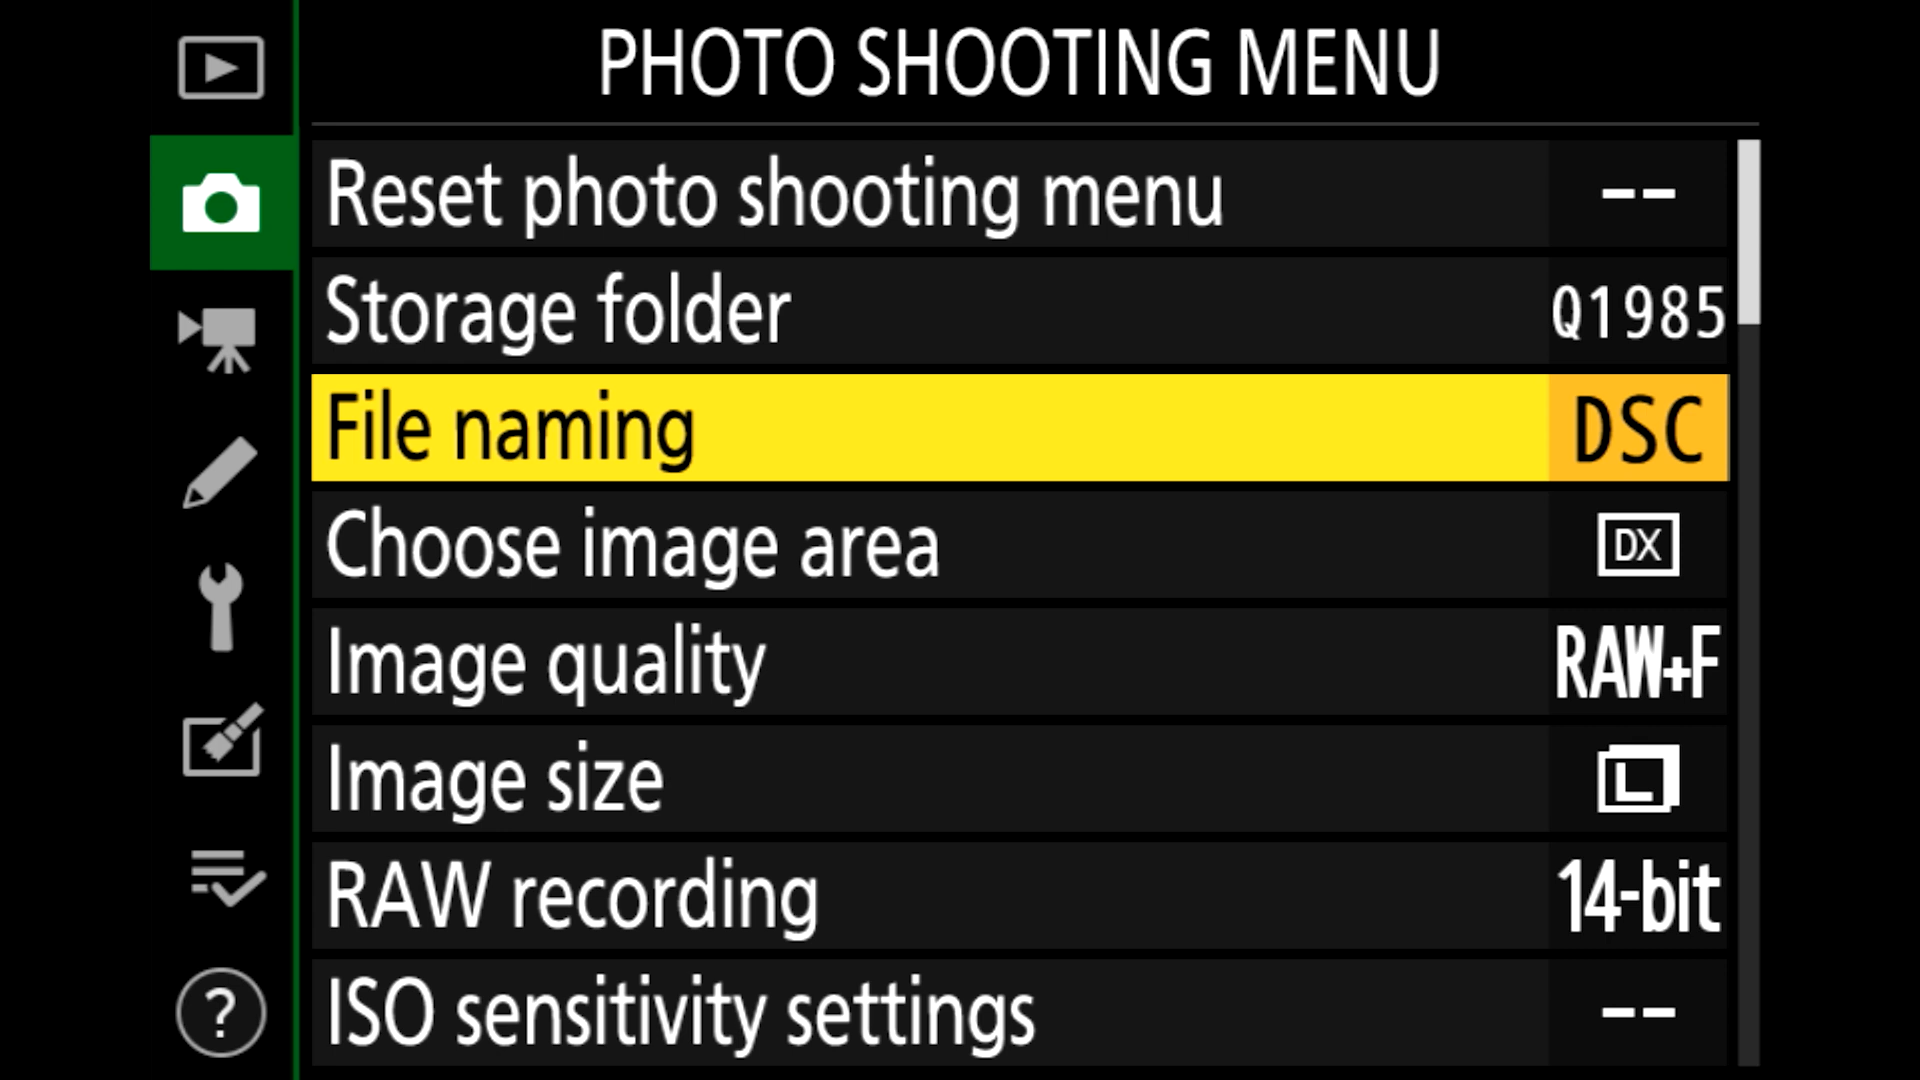 PHOTO SHOOTING MENU
Reset photo shooting menu --
Storage folder Q1985
File naming DSC
Choose image area DX
Image quality RAW+F
Image size L
RAW recording 14-bit
ISO sensitivity settings --
?